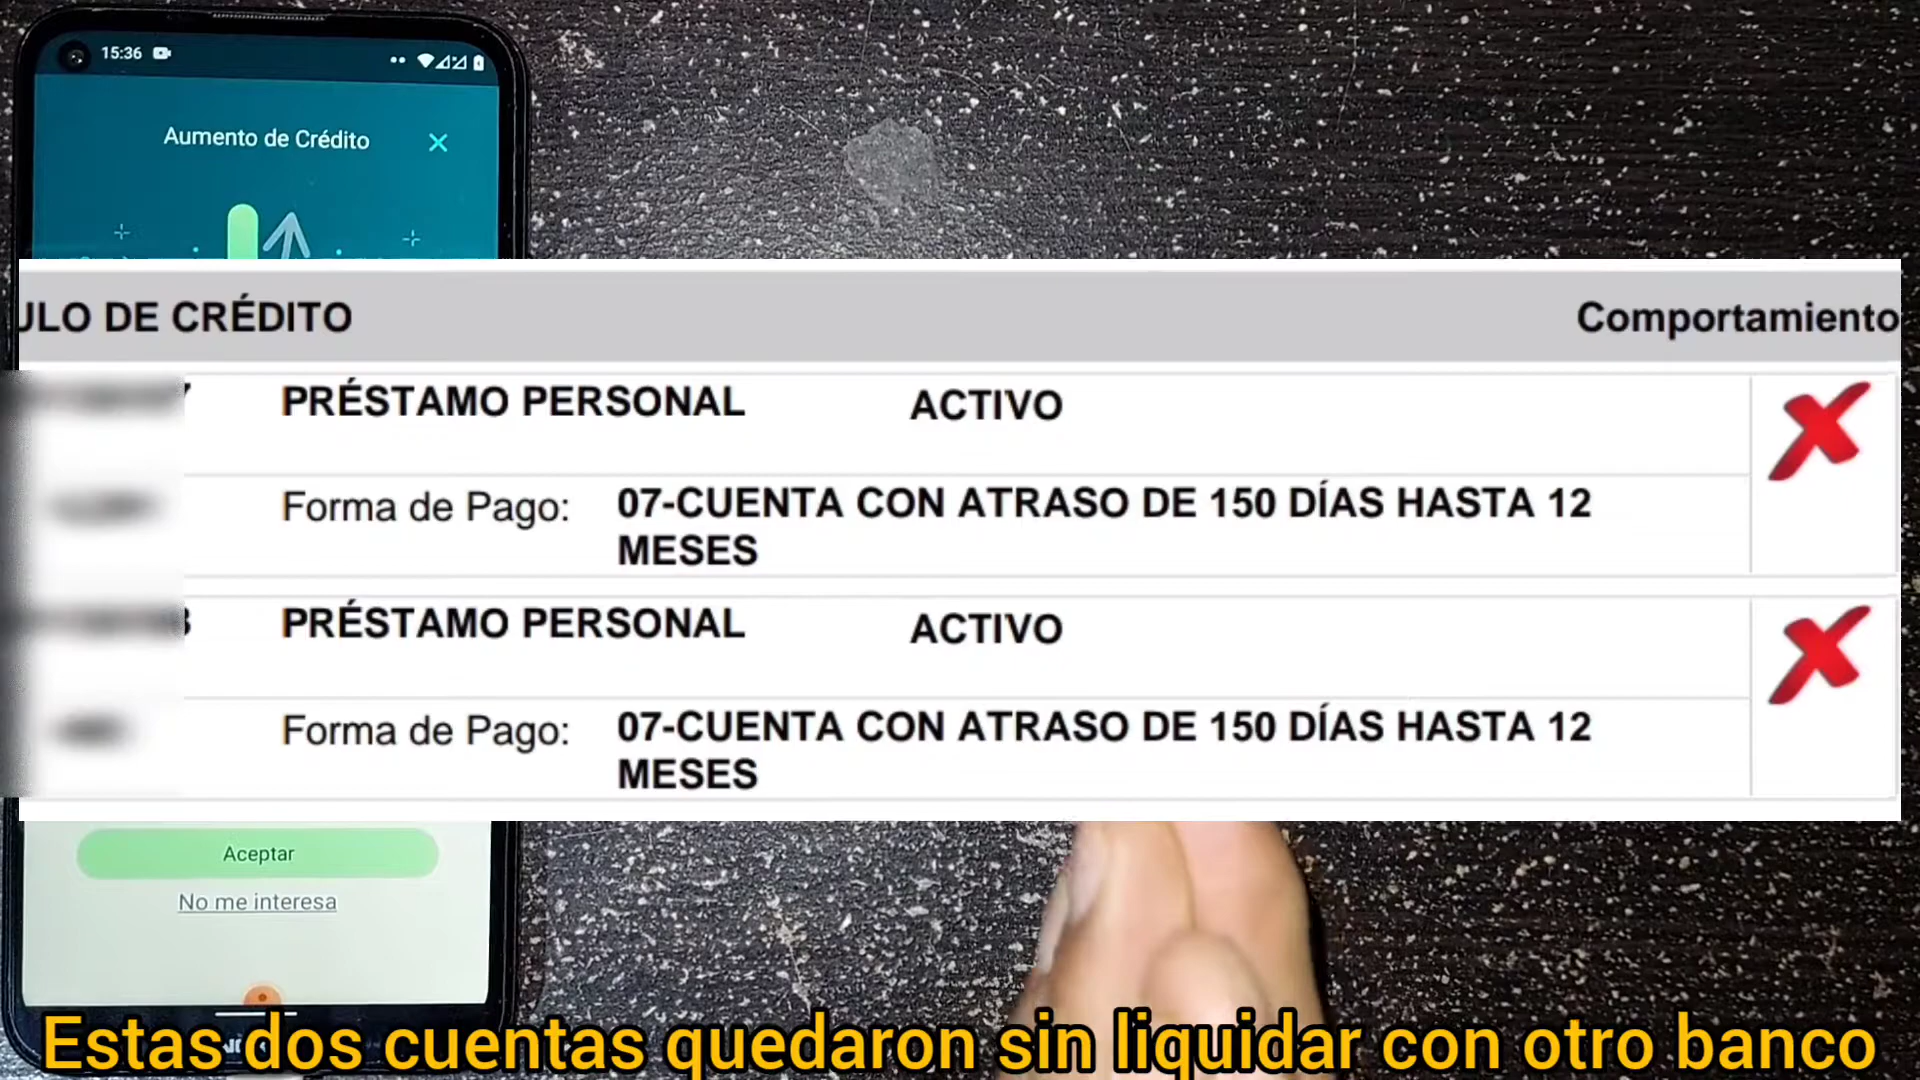 15:36
Aumento de Crédito
ULO DE CRÉDITO
Comportamiento
PRÉSTAMO PERSONAL
ACTIVO
Forma de Pago: 07-CUENTA CON ATRASO DE 150 DÍAS HASTA 12
MESES
PRÉSTAMO PERSONAL
ACTIVO
Forma de Pago: 07-CUENTA CON ATRASO DE 150 DÍAS HASTA 12
MESES
Aceptar
No me interesa
Estas dos cuentas quedaron sin liquidar con otro banco